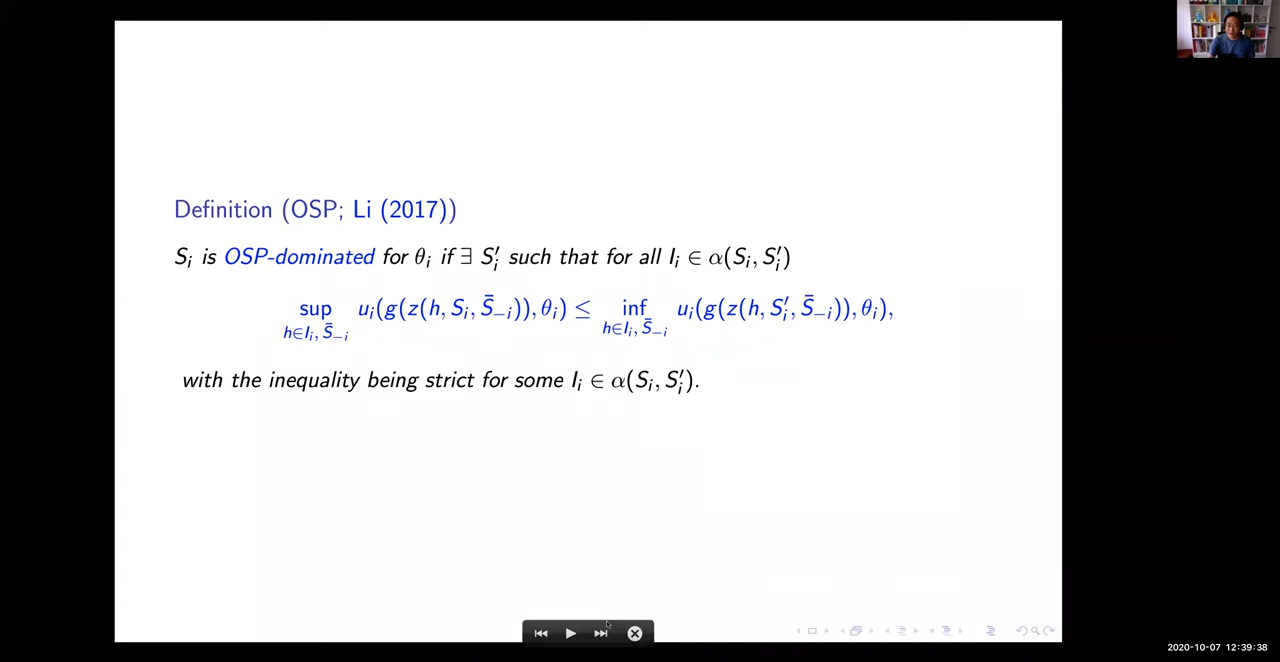 Definition (OSP; Li (2017))
S_i is OSP-dominated for θ_i if ∃ S′_i such that for all I_i ∈ α(S_i, S′_i)
sup_{h∈I_i, S̄_{−i}} u_i(g(z(h, S_i, S̄_{−i})), θ_i) ≤ inf_{h∈I_i, S̄_{−i}} u_i(g(z(h, S′_i, S̄_{−i})), θ_i),
with the inequality being strict for some I_i ∈ α(S_i, S′_i).
2020-10-07 12:39:38